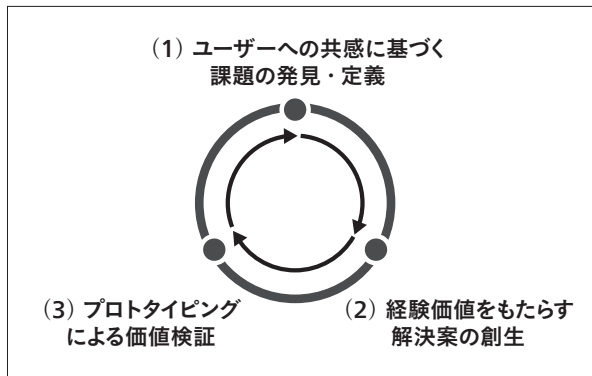 （1）ユーザーへの共感に基づく
課題の発見・定義
（3）プロトタイピング
による価値検証
（2）経験価値をもたらす
解決案の創生